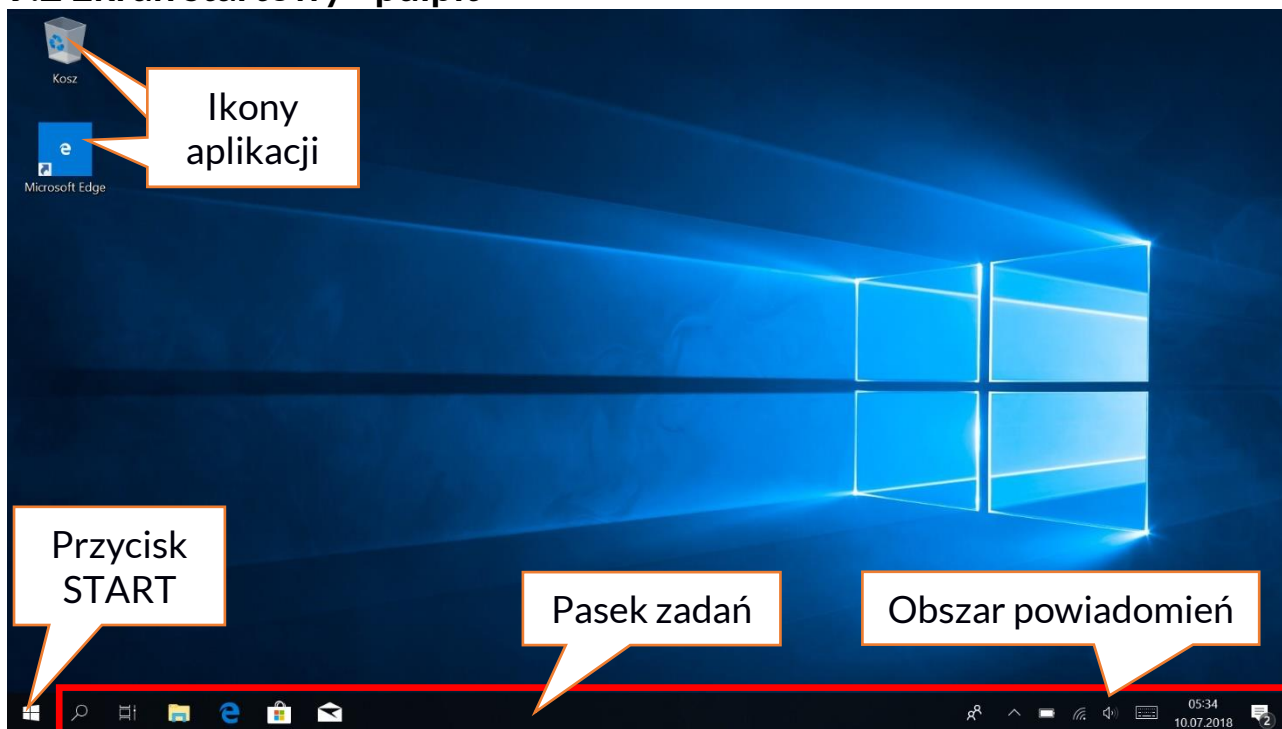 Kosz
Ikony
aplikacji
Microsoft Edge
Przycisk
START
Pasek zadań
Obszar powiadomień
05:34
10.07.2018
2